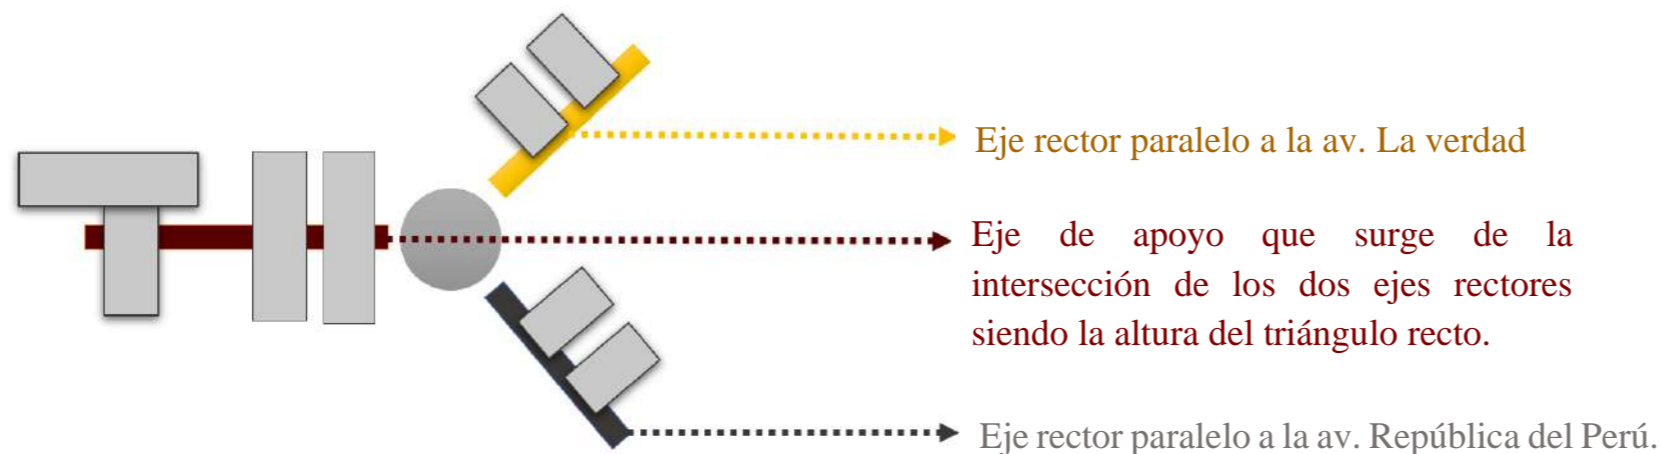 Eje rector paralelo a la av. La verdad
Eje de apoyo que surge de la
intersección de los dos ejes rectores
siendo la altura del triángulo recto.
Eje rector paralelo a la av. República del Perú.